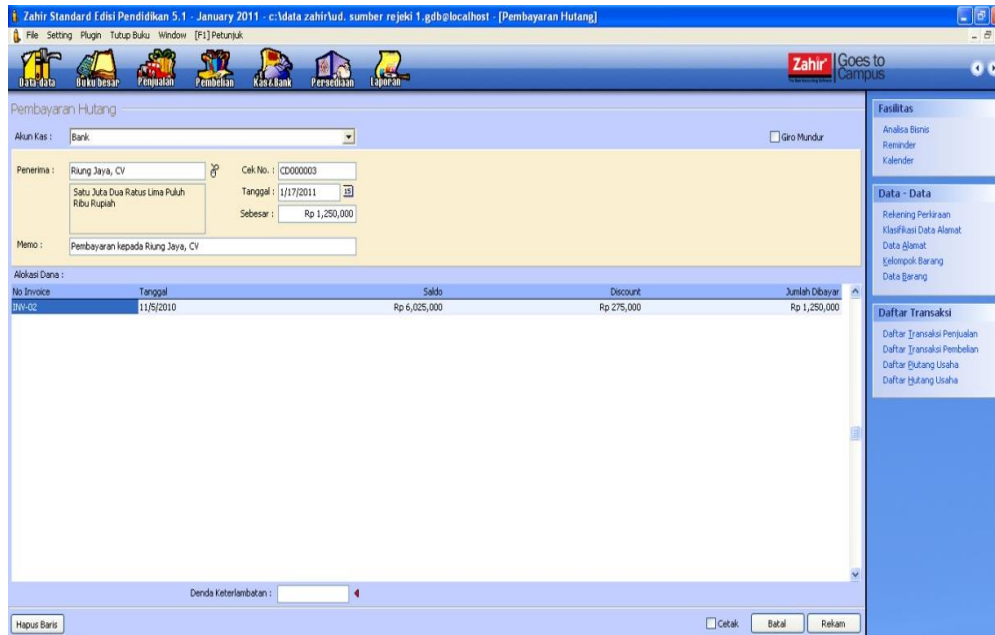 Zahir Standard Edisi Pendidikan 5.1 - January 2011 - c:\data zahir\ud. sumber rejeki 1.gdb@localhost - [Pembayaran Hutang]
File Setting Plugin Tutup Buku Window [F1] Petunjuk
Data-data Buku besar Penjualan Pembelian Kas&Bank Persediaan Laporan
Zahir Goes to
Campus
Pembayaran Hutang
Akun Kas : Bank Giro Mundur
Penerima : Riung Jaya, CV Cek No. : CD000003
Satu Juta Dua Ratus Lima Puluh
Ribu Rupiah
Tanggal : 1/17/2011 15
Sebesar : Rp 1,250,000
Memo : Pembayaran kepada Riung Jaya, CV
Alokasi Dana :
No Invoice Tanggal Saldo Discount Jumlah Dibayar
INV-02 11/5/2010 Rp 6,025,000 Rp 275,000 Rp 1,250,000
Denda Keterlambatan :
Hapus Baris Cetak Batal Rekam
Fasilitas
Analisa Bisnis
Reminder
Kalender
Data - Data
Rekening Perkiraan
Klasifikasi Data Alamat
Data Alamat
Kelompok Barang
Data Barang
Daftar Transaksi
Daftar Transaksi Penjualan
Daftar Transaksi Pembelian
Daftar Piutang Usaha
Daftar Hutang Usaha